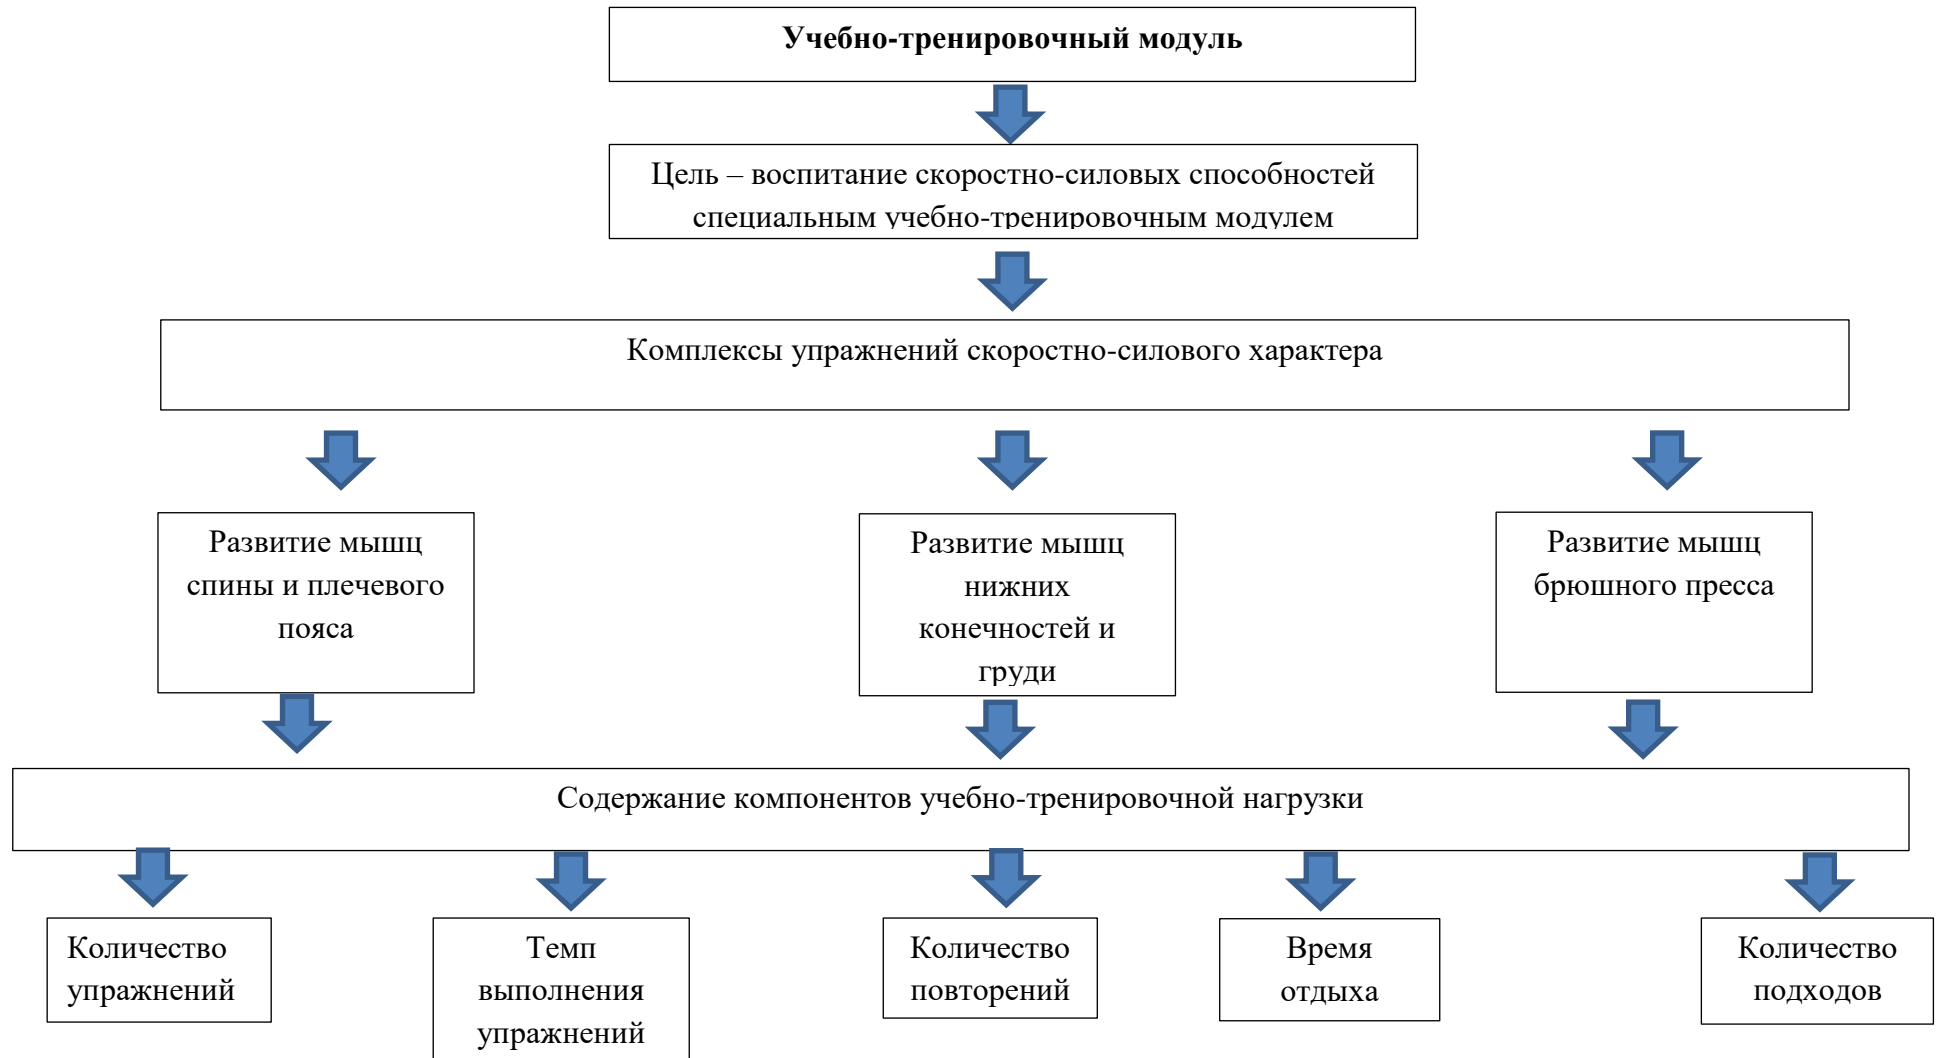 Учебно-тренировочный модуль
Цель – воспитание скоростно-силовых способностей
специальным учебно-тренировочным модулем
Комплексы упражнений скоростно-силового характера
Развитие мышц
спины и плечевого
пояса
Развитие мышц
нижних
конечностей и
груди
Развитие мышц
брюшного пресса
Содержание компонентов учебно-тренировочной нагрузки
Количество
упражнений
Темп
выполнения
упражнений
Количество
повторений
Время
отдыха
Количество
подходов